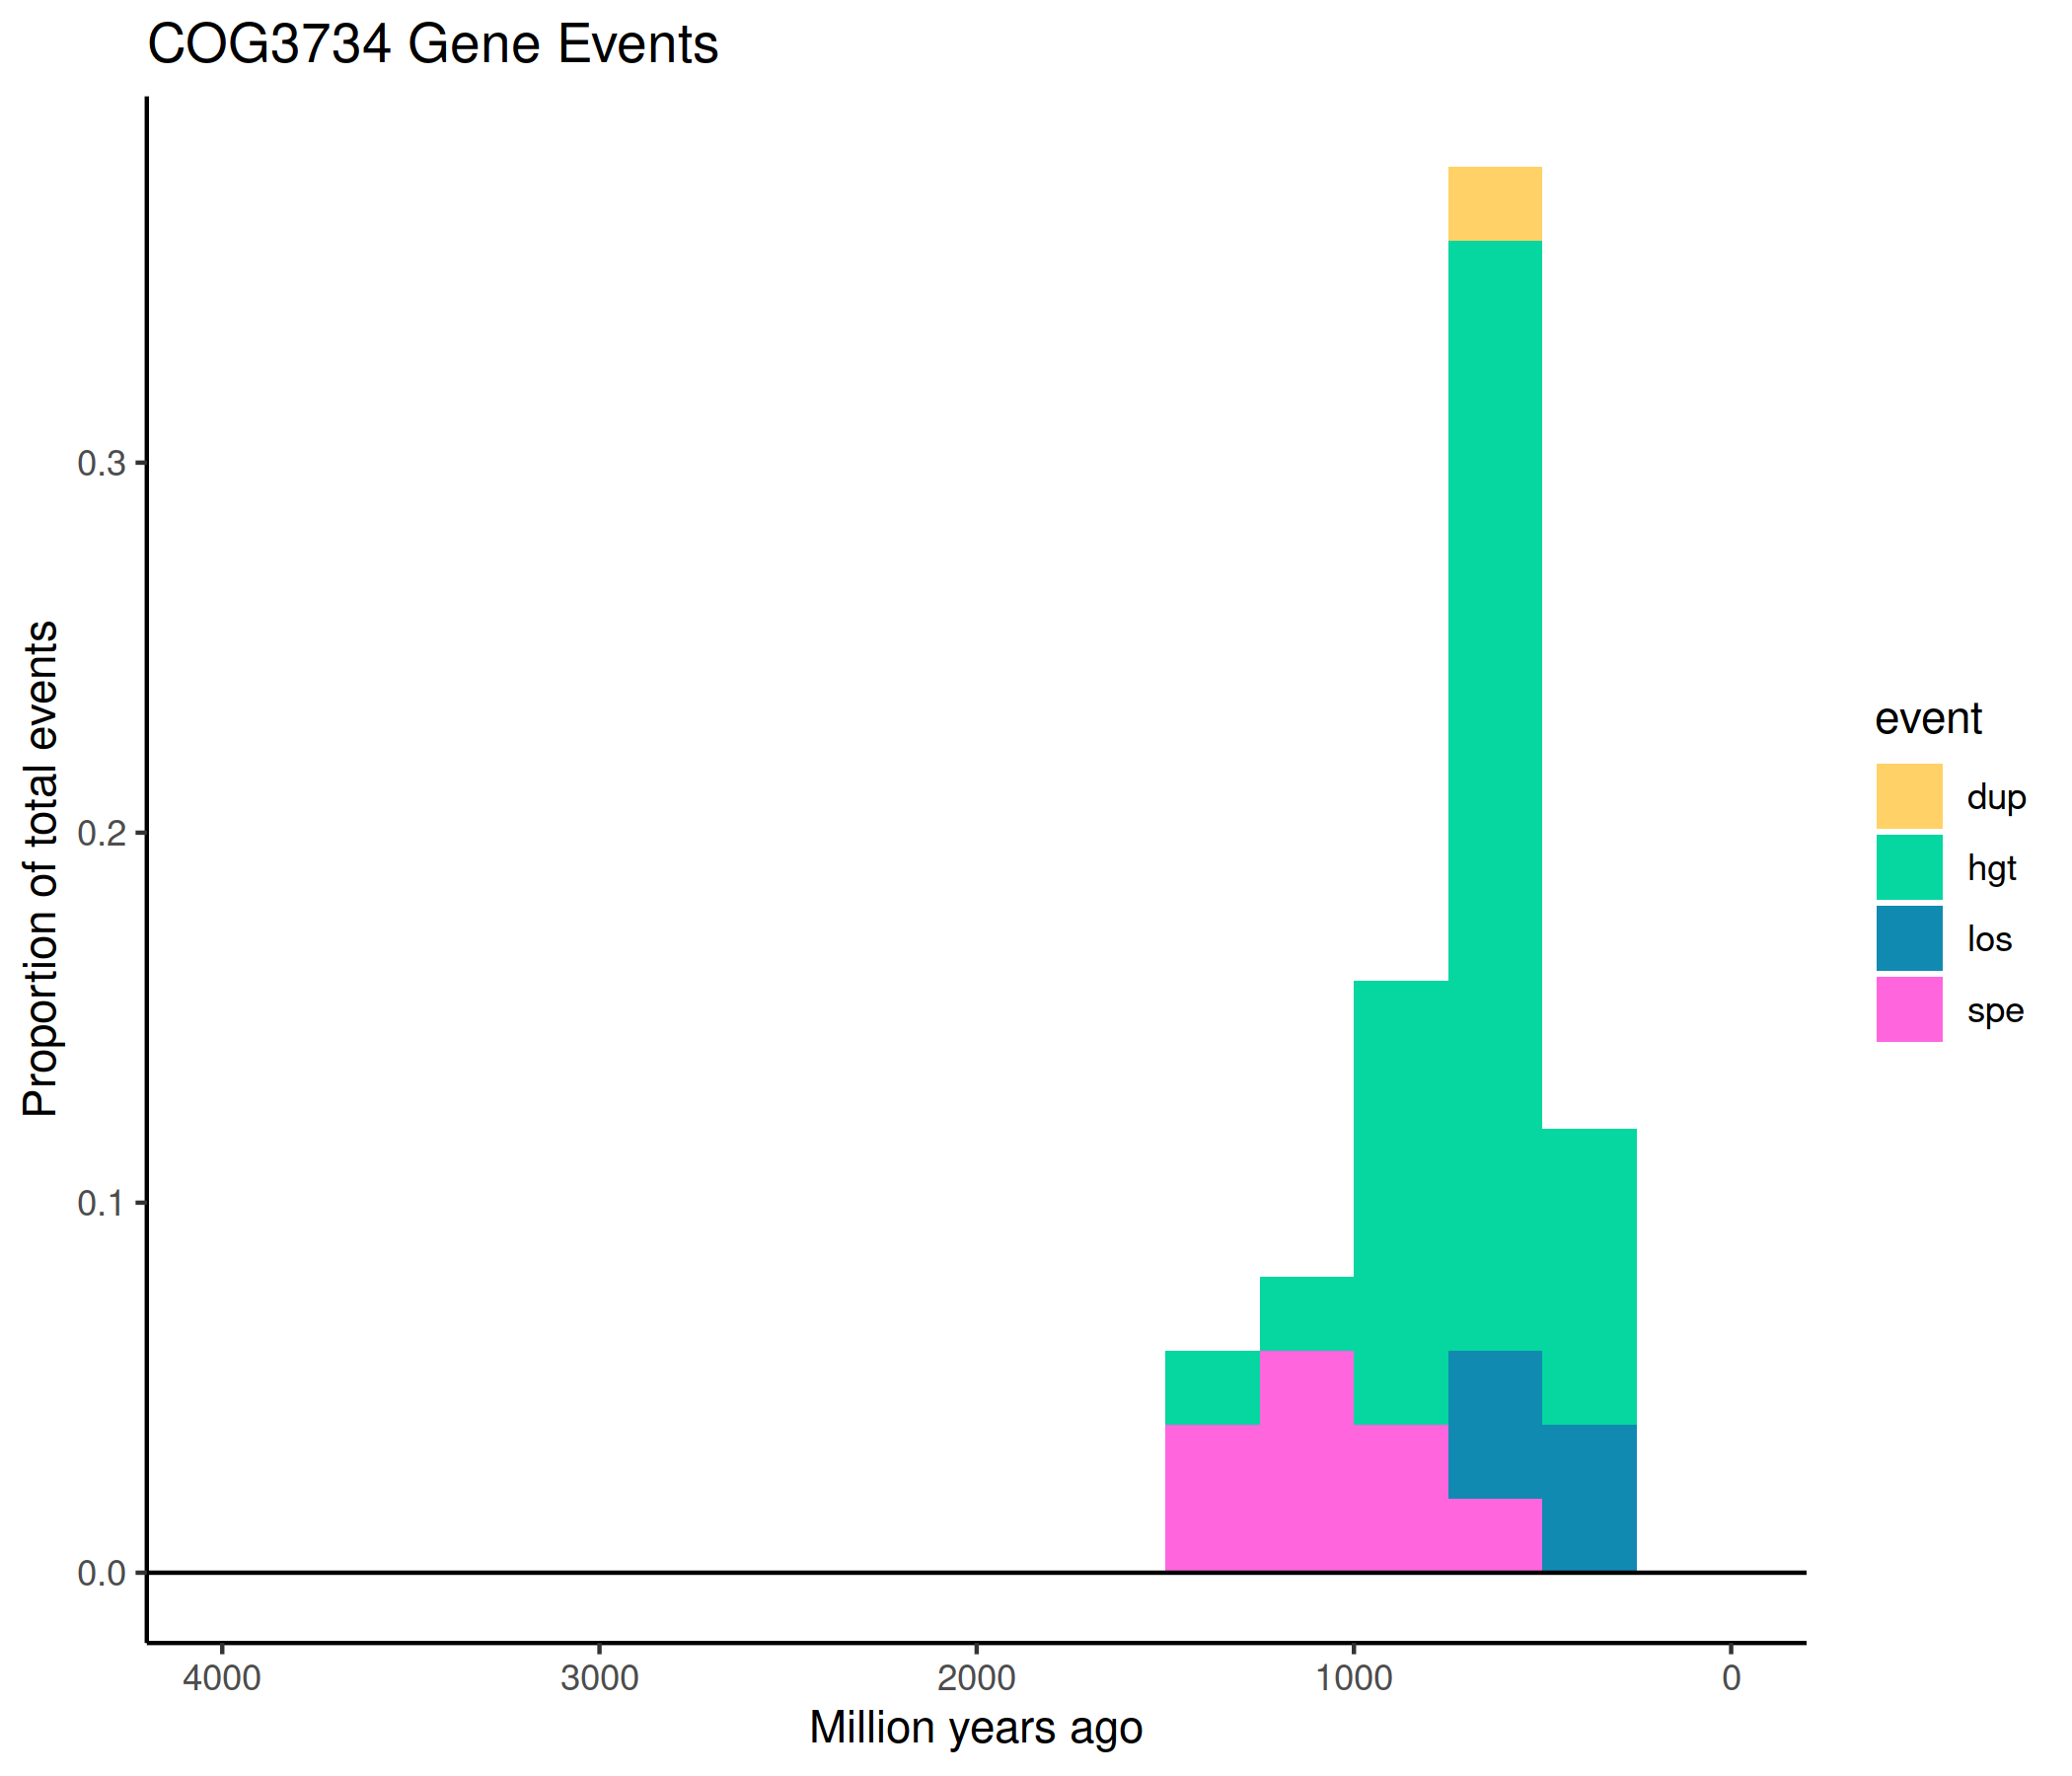 COG3734 Gene Events
Proportion of total events
0.3
0.2
0.1
0.0
4000 3000 2000 1000 0
Million years ago
event
dup
hgt
los
spe